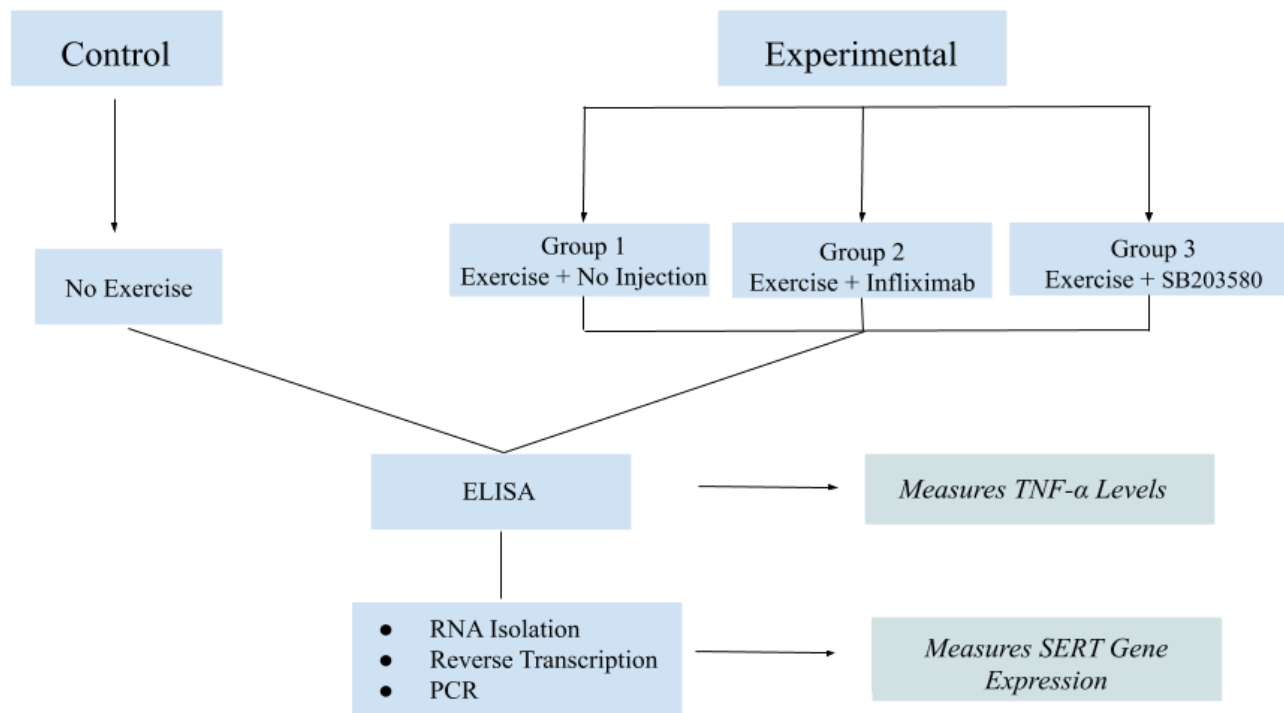 Control
Experimental
No Exercise
Group 1
Exercise + No Injection
Group 2
Exercise + Infliximab
Group 3
Exercise + SB203580
ELISA
Measures TNF-α Levels
● RNA Isolation
● Reverse Transcription
● PCR
Measures SERT Gene
Expression